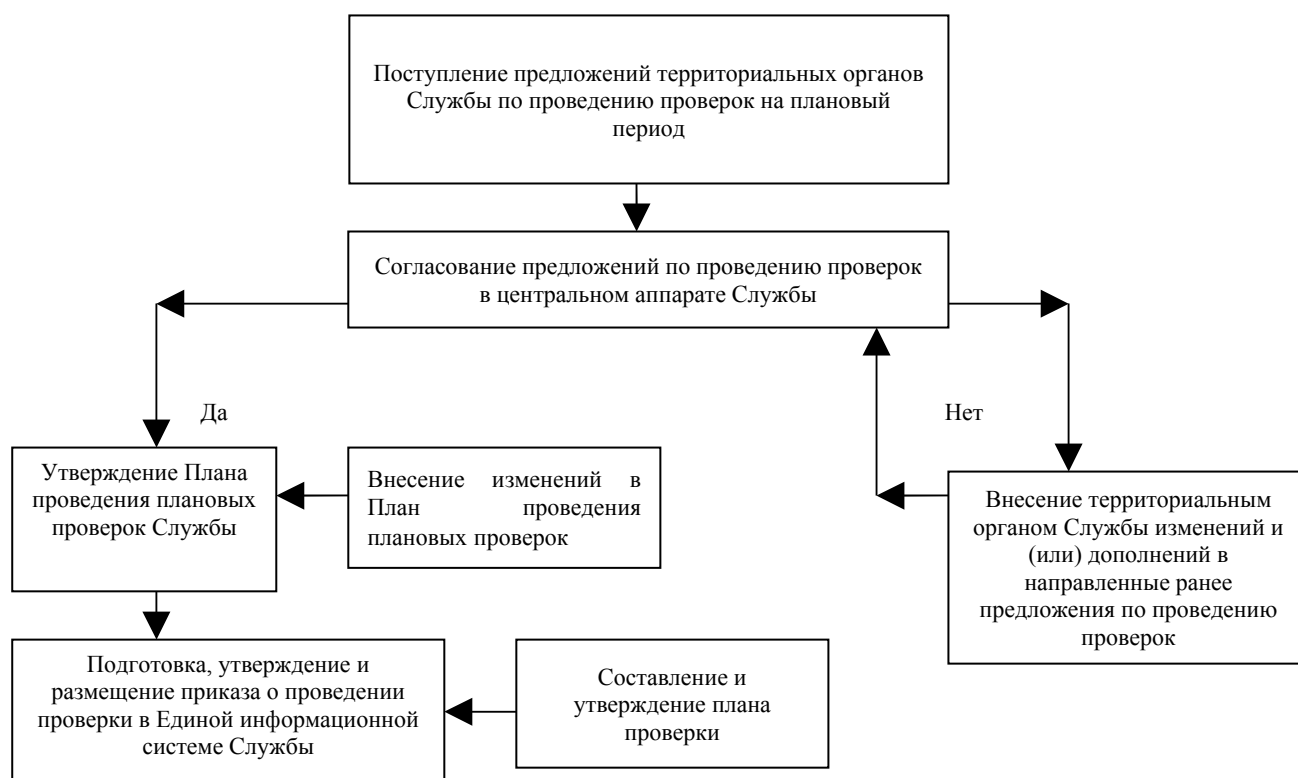 Поступление предложений территориальных органов
Службы по проведению проверок на плановый
период
Согласование предложений по проведению проверок
в центральном аппарате Службы
Да
Нет
Утверждение Плана
проведения плановых
проверок Службы
Внесение изменений в
План проведения
плановых проверок
Внесение территориальным
органом Службы изменений и
(или) дополнений в
направленные ранее
предложения по проведению
проверок
Подготовка, утверждение и
размещение приказа о проведении
проверки в Единой информационной
системе Службы
Составление и
утверждение плана
проверки